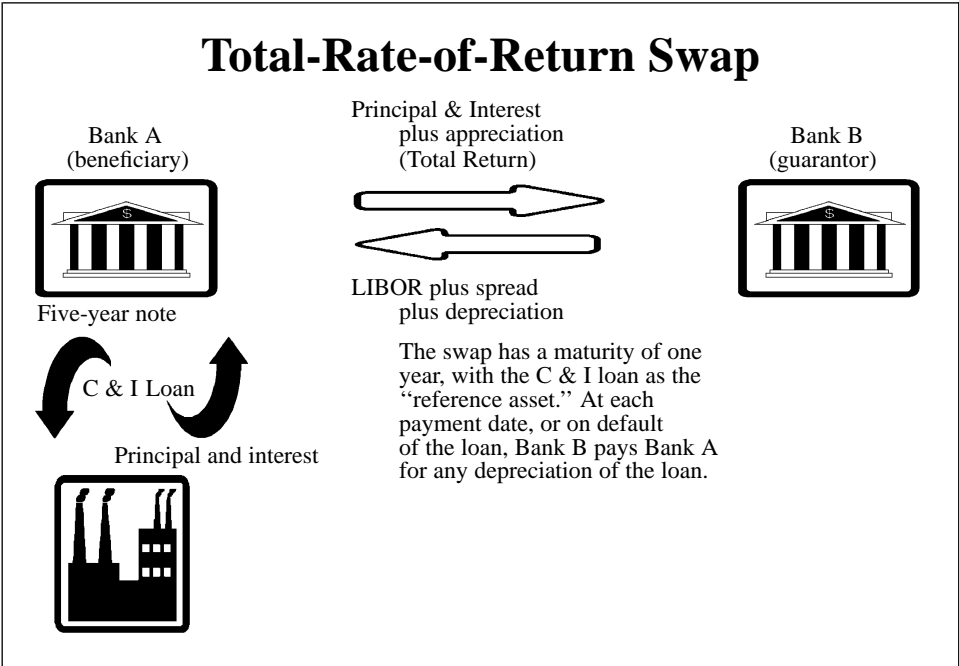 Total-Rate-of-Return Swap
Principal & Interest
plus appreciation
(Total Return)
Bank A
(beneficiary)
Bank B
(guarantor)
$
$
LIBOR plus spread
plus depreciation
Five-year note
C & I Loan
Principal and interest
The swap has a maturity of one
year, with the C & I loan as the
‘‘reference asset.’’ At each
payment date, or on default
of the loan, Bank B pays Bank A
for any depreciation of the loan.